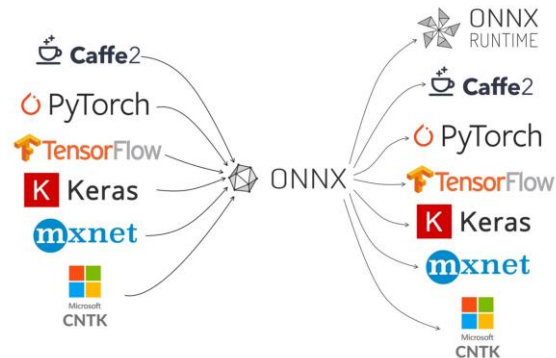 Caffe2
PyTorch
TensorFlow
K Keras
mxnet
Microsoft
CNTK
ONNX
ONNX
RUNTIME
Caffe2
PyTorch
TensorFlow
K Keras
mxnet
Microsoft
CNTK